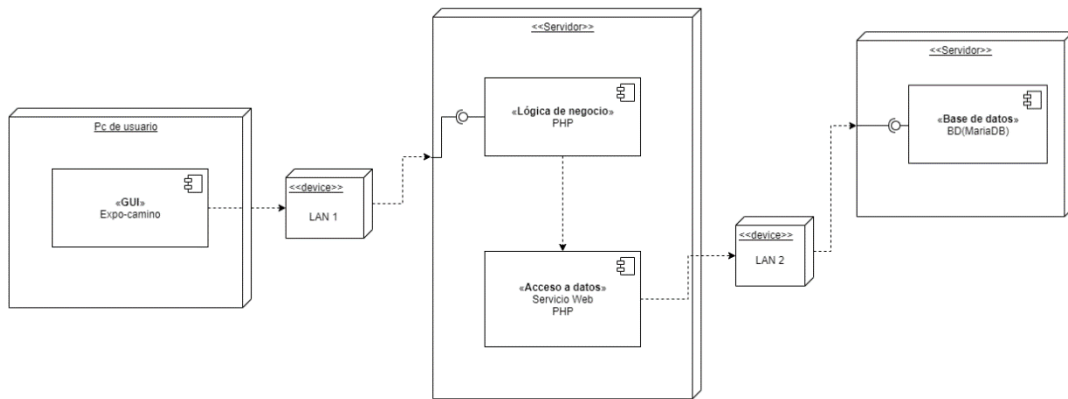 Pc de usuario
«GUI»
Expo-camino
<<device>>
LAN 1
<<Servidor>>
«Lógica de negocio»
PHP
«Acceso a datos»
Servicio Web
PHP
<<device>>
LAN 2
<<Servidor>>
«Base de datos»
BD(MariaDB)